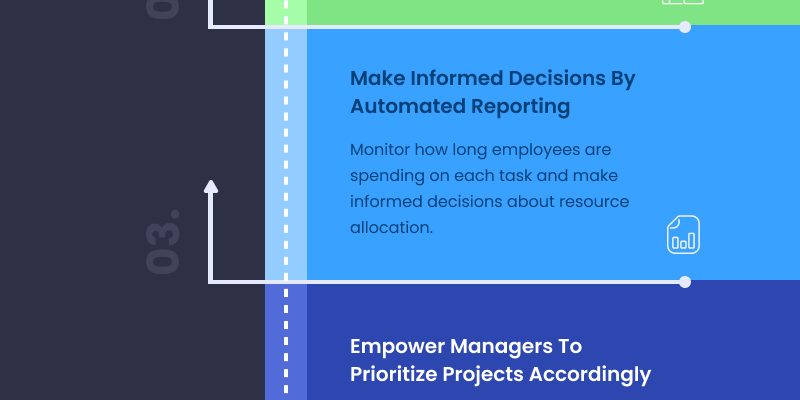 Make Informed Decisions By
Automated Reporting
Monitor how long employees are
spending on each task and make
informed decisions about resource
allocation.
03.
Empower Managers To
Prioritize Projects Accordingly